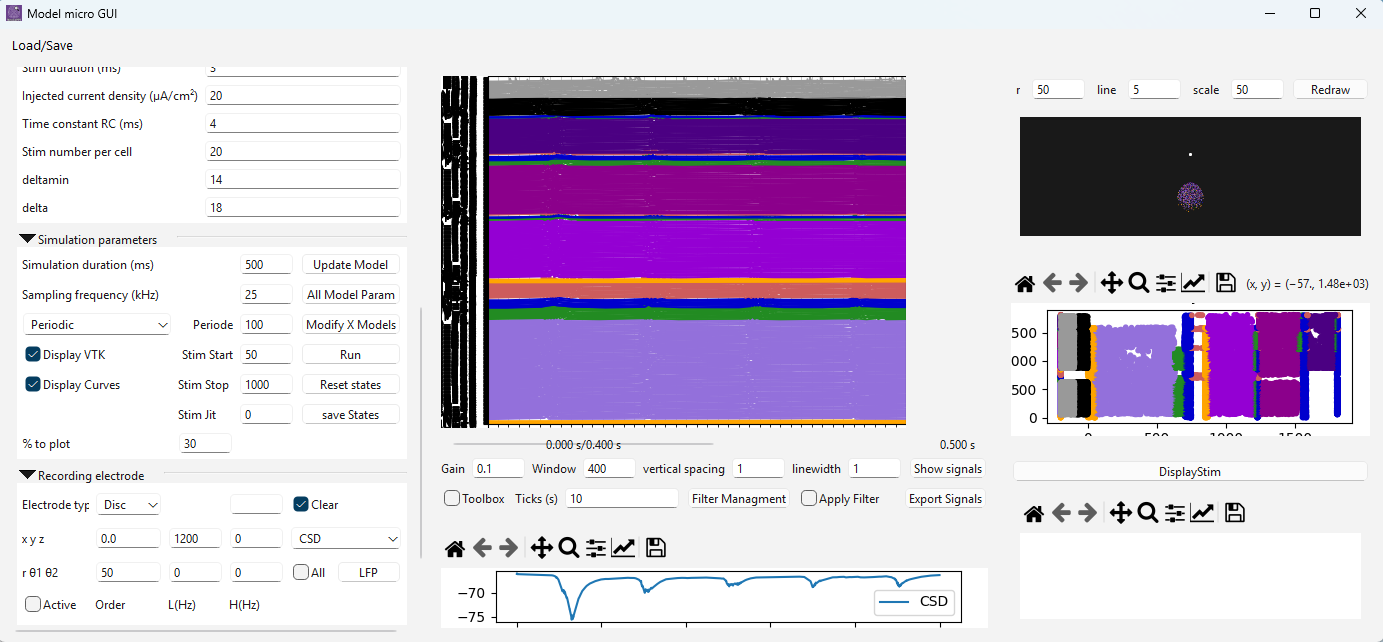 Model micro GUI
Load/Save
Stim duration (ms) 5
Injected current density (µA/cm²) 20
Time constant RC (ms) 4
Stim number per cell 20
deltamin 14
delta 18
Simulation parameters
Simulation duration (ms) 500 Update Model
Sampling frequency (kHz) 25 All Model Param
Periodic Periode 100 Modify X Models
Display VTK Stim Start 50 Run
Display Curves Stim Stop 1000 Reset states
Stim Jit 0 save States
% to plot 30
Recording electrode
Electrode typ Disc Clear
x y z 0.0 1200 0 CSD
r θ1 θ2 50 0 0 All LFP
Active Order L(Hz) H(Hz)
0.000 s/0.400 s 0.500 s
Gain 0.1 Window 400 vertical spacing 1 linewidth 1 Show signals
Toolbox Ticks (s) 10 Filter Managment Apply Filter Export Signals
−70
−75
CSD
r 50 line 5 scale 50 Redraw
(x, y) = (−57., 1.48e+03)
500
000
500
0
0 500 1000 1500
DisplayStim